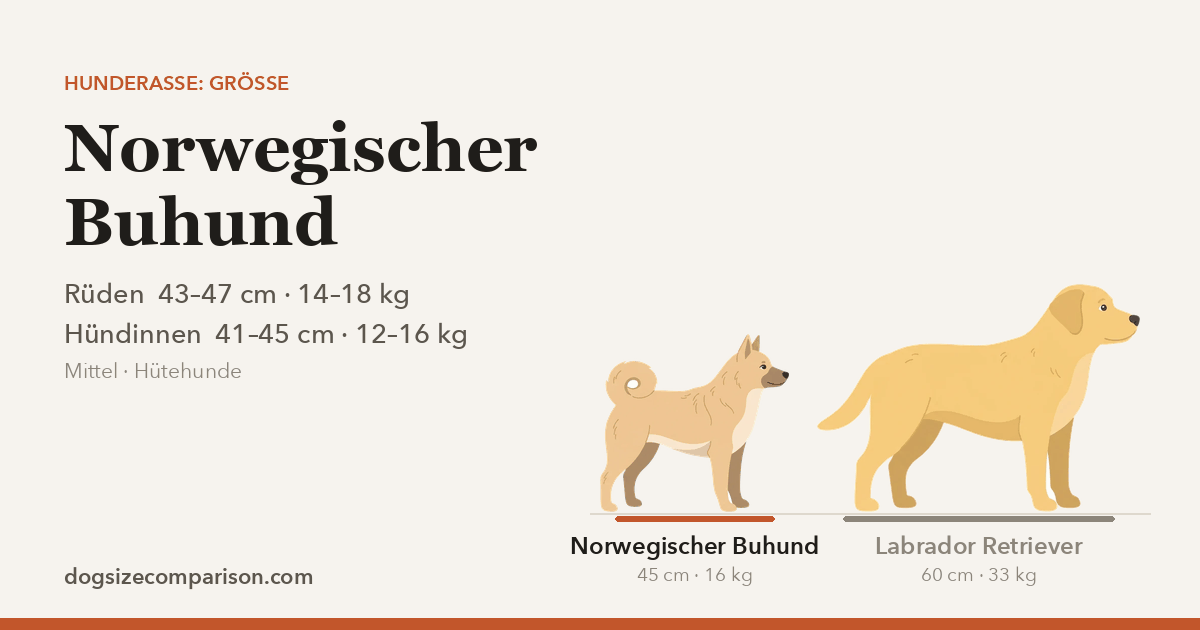 HUNDERASSE: GRÖSSE
Norwegischer
Buhund
Rüden 43–47 cm · 14–18 kg
Hündinnen 41–45 cm · 12–16 kg
Mittel · Hütehunde
Norwegischer Buhund
45 cm · 16 kg
Labrador Retriever
60 cm · 33 kg
dogsizecomparison.com